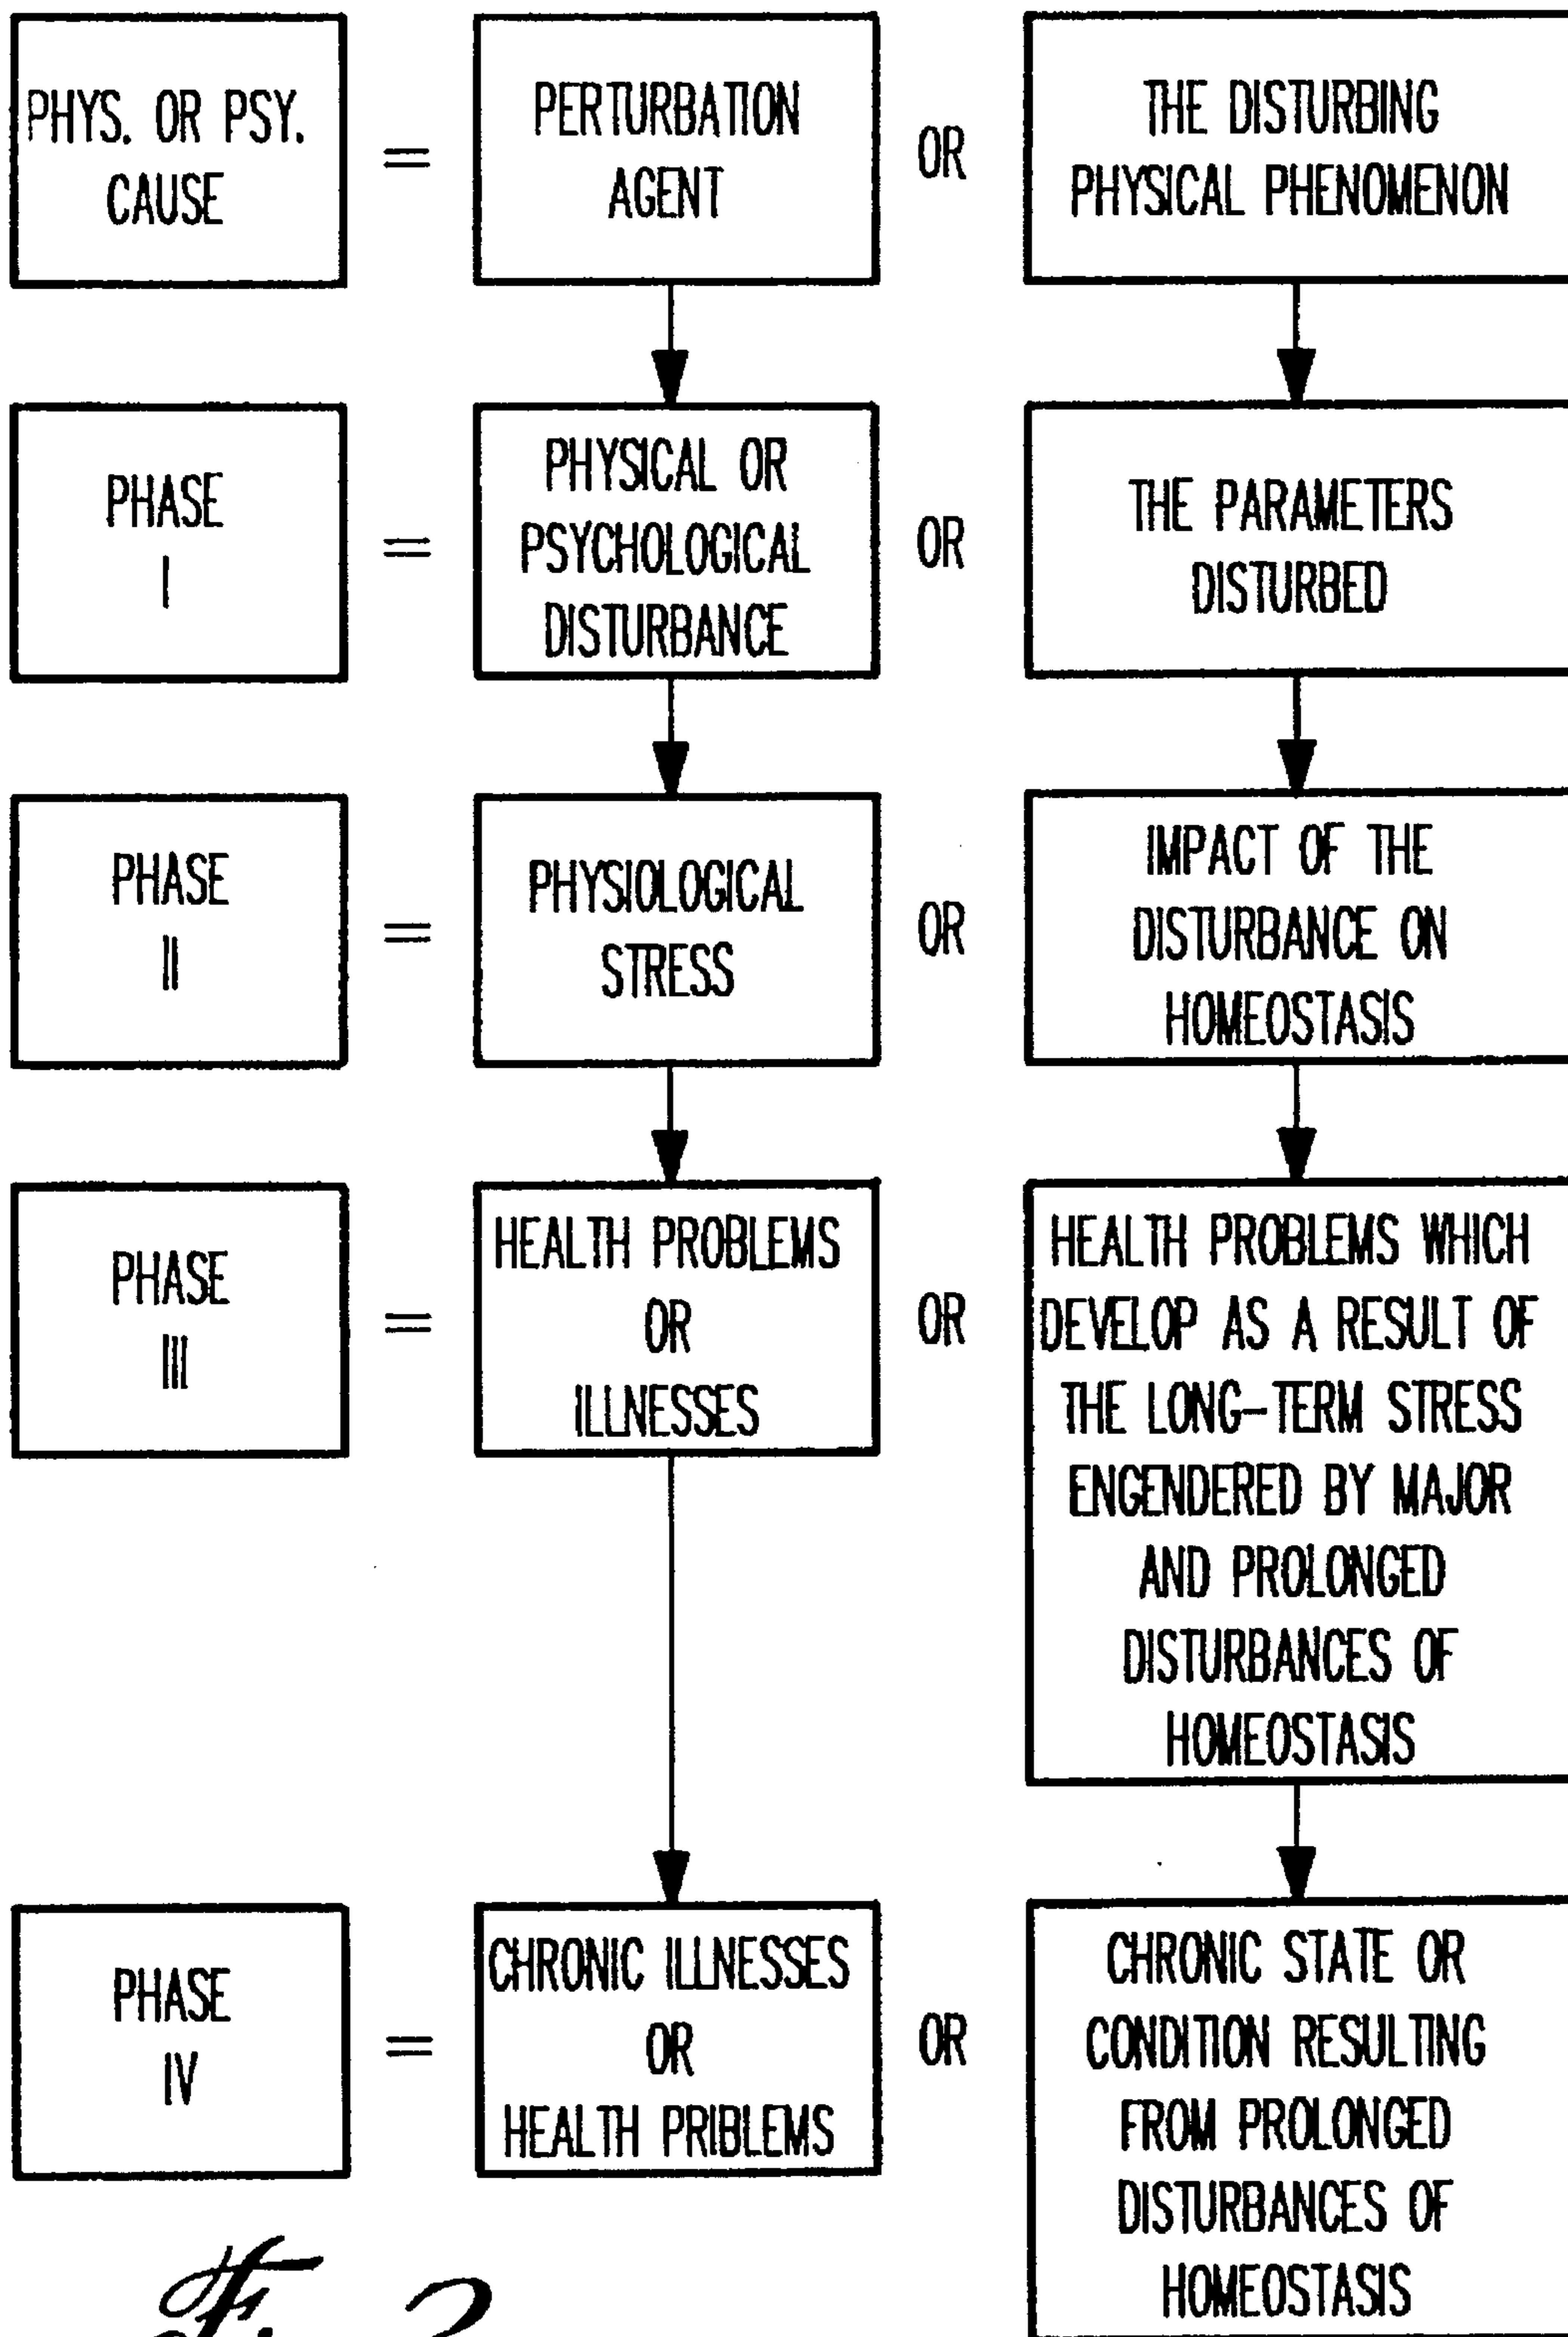 PHYS. OR PSY.
CAUSE
=
PERTURBATION
AGENT
OR
THE DISTURBING
PHYSICAL PHENOMENON
PHASE
I
=
PHYSICAL OR
PSYCHOLOGICAL
DISTURBANCE
OR
THE PARAMETERS
DISTURBED
PHASE
II
=
PHYSIOLOGICAL
STRESS
OR
IMPACT OF THE
DISTURBANCE ON
HOMEOSTASIS
PHASE
III
=
HEALTH PROBLEMS
OR
ILLNESSES
OR
HEALTH PROBLEMS WHICH
DEVELOP AS A RESULT OF
THE LONG-TERM STRESS
ENGENDERED BY MAJOR
AND PROLONGED
DISTURBANCES OF
HOMEOSTASIS
PHASE
IV
=
CHRONIC ILLNESSES
OR
HEALTH PRIBLEMS
OR
CHRONIC STATE OR
CONDITION RESULTING
FROM PROLONGED
DISTURBANCES OF
HOMEOSTASIS